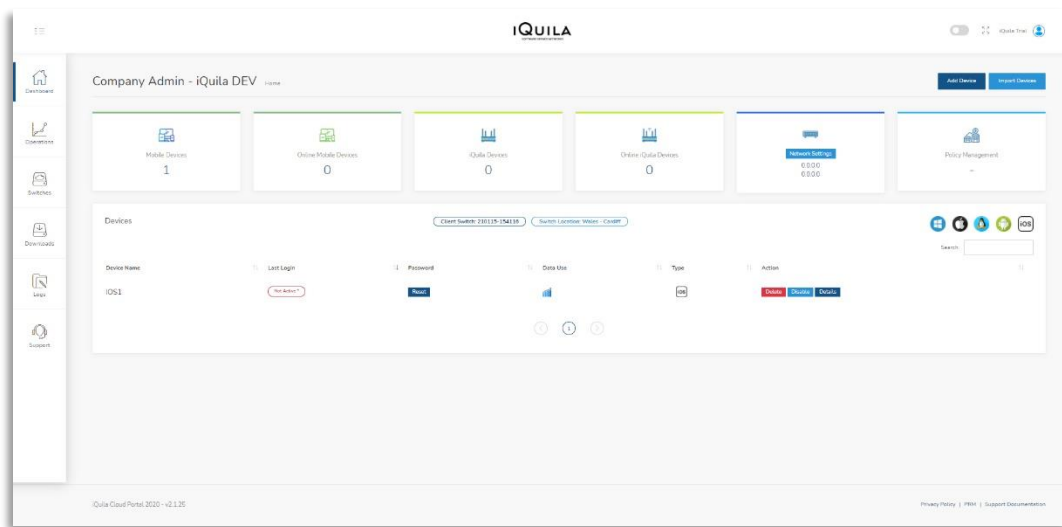 iQUILA
iQuila Trial
Dashboard
Company Admin - iQuila DEV Home
Add Device Import Devices
Operations
Mobile Devices
1
Online Mobile Devices
0
iQuila Devices
0
Online iQuila Devices
0
Network Settings
0.0.0.0
0.0.0.0
Policy Management
-
Switches
Downloads
Devices
Client Switch: 210115-154116
Switch Location: Wales - Cardiff
iOS
Search
Device Name Last Login Password Data Use Type Action
IOS1 Not Active * Reset iOS Delete Disable Details
Logs
1
Support
iQuila Cloud Portal 2020 - v2.1.25
Privacy Policy | PRM | Support Documentation